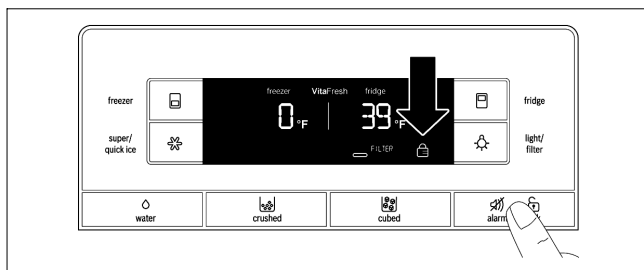 freezer VitaFresh fridge
freezer
0 °F 39 °F
fridge
super/
quick ice
FILTER
light/
filter
water
crushed
cubed
alarm